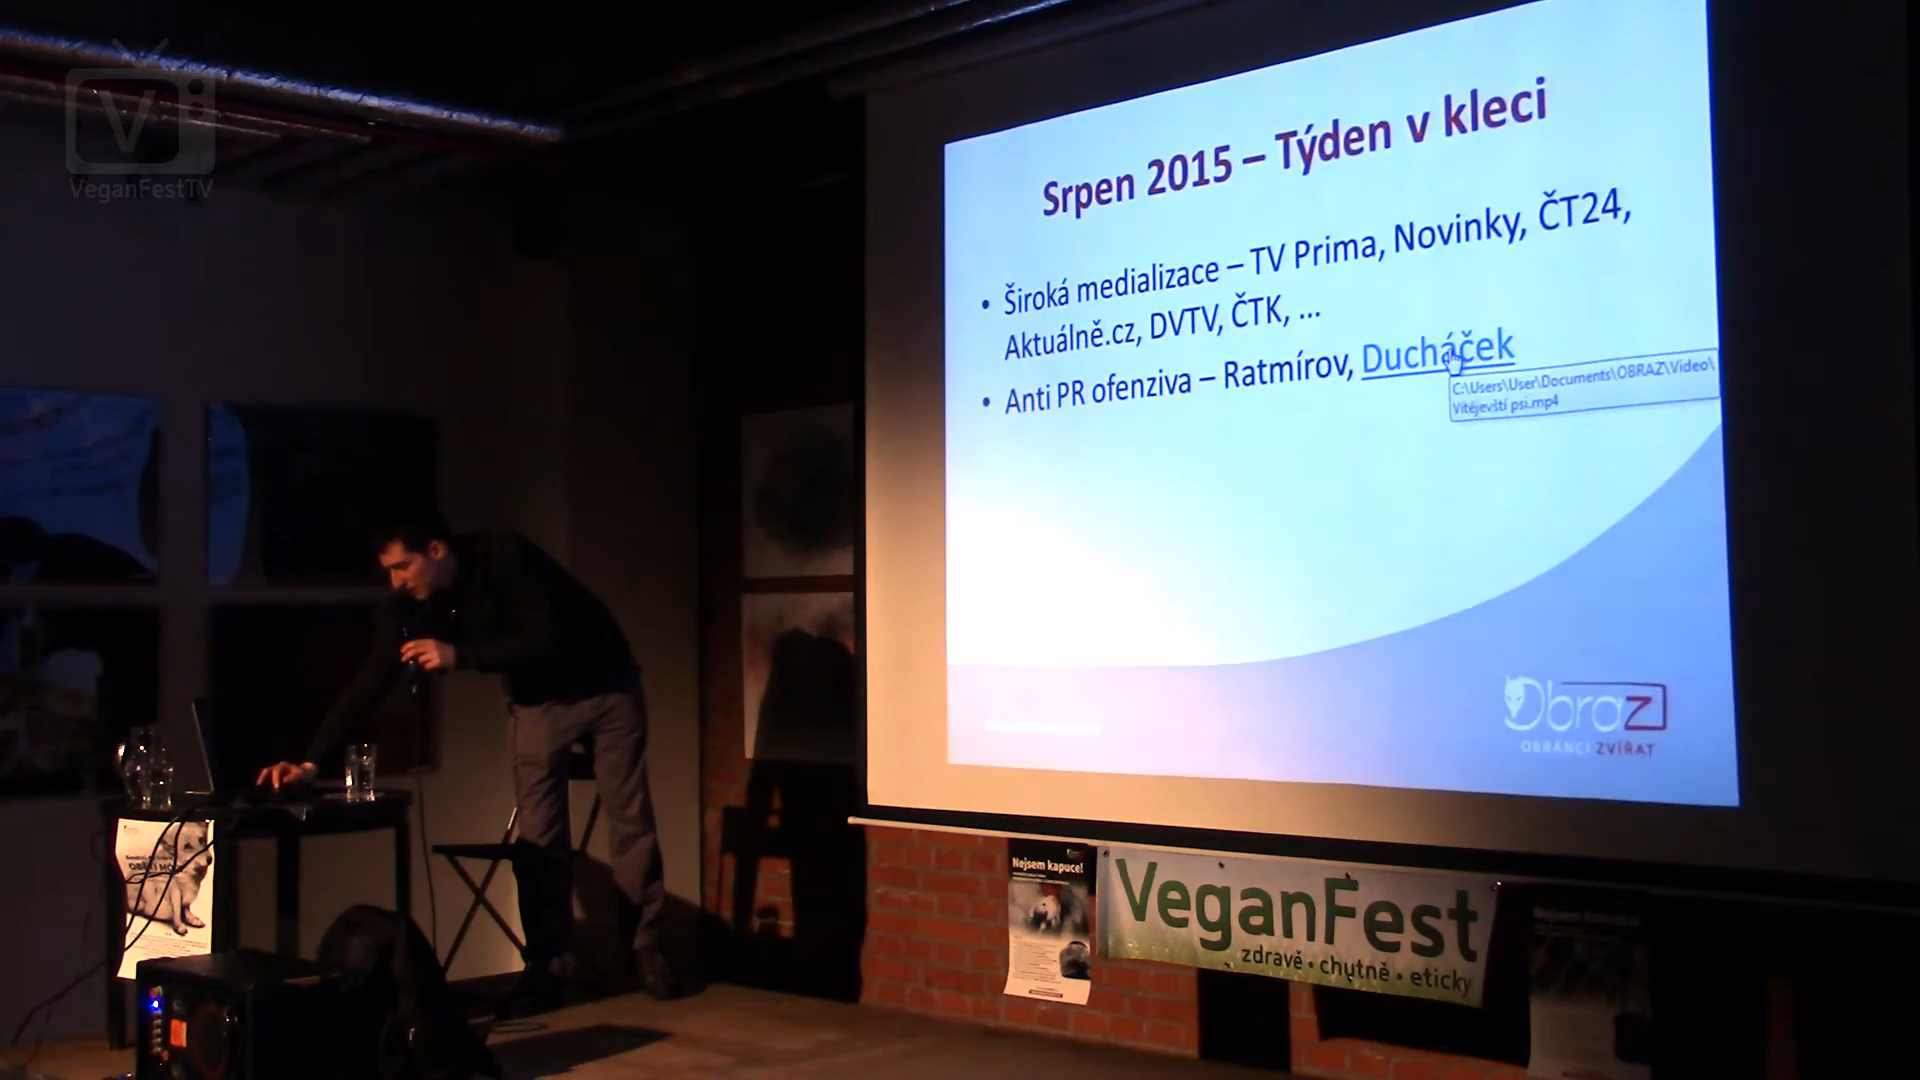 VeganFestTV
Srpen 2015 – Týden v kleci
• Široká medializace – TV Prima, Novinky, ČT24,
Aktuálně.cz, DVTV, ČTK, ...
• Anti PR ofenziva – Ratmírov, Ducháček
C:\Users\User\Documents\OBRAZ\Video\
Vítějevští psi.mp4
Obraz
OBRÁNCI ZVÍŘAT
Nejsem kapuce!
VeganFest
zdravě • chutně • eticky